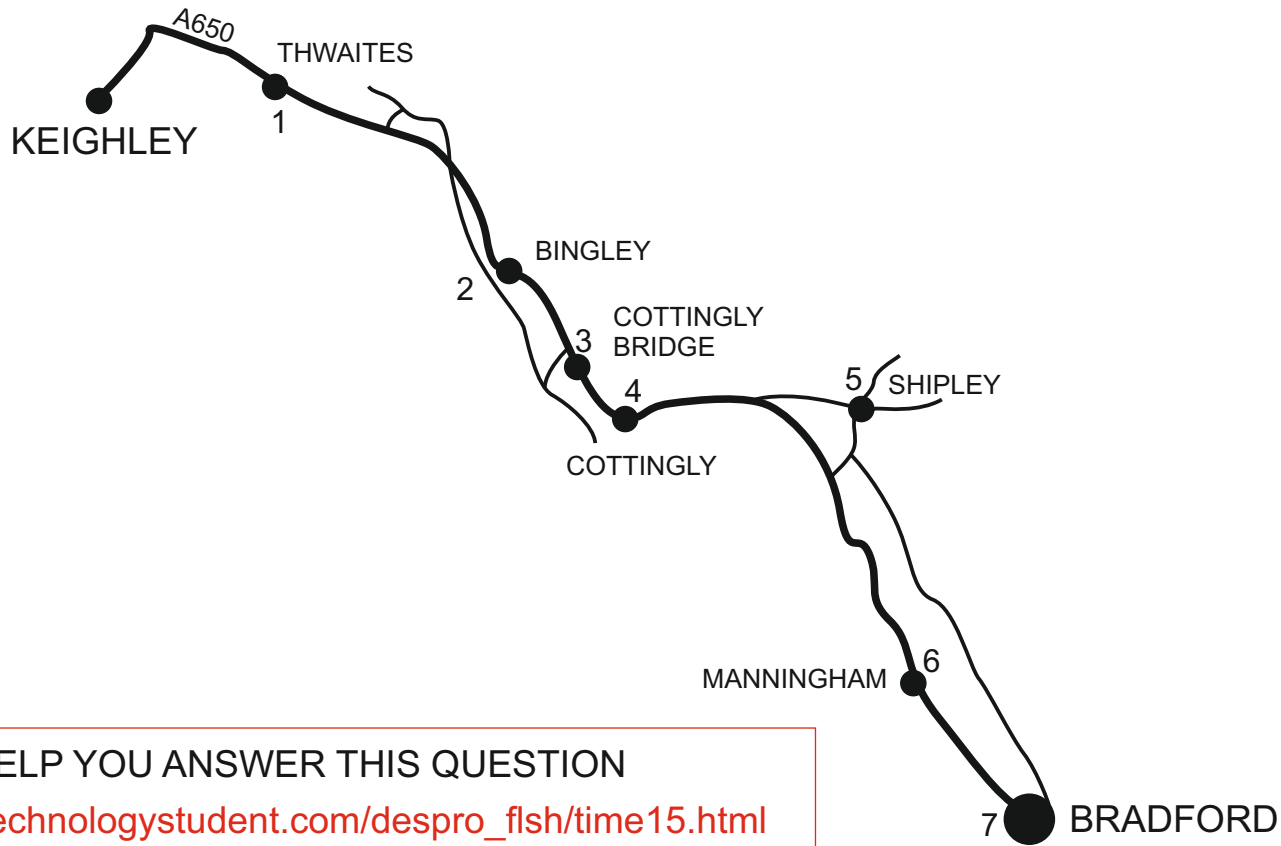 A650
THWAITES
KEIGHLEY
1
BINGLEY
2
COTTINGLY
BRIDGE
3
4
5
SHIPLEY
COTTINGLY
6
MANNINGHAM
ELP YOU ANSWER THIS QUESTION
echnologystudent.com/despro_flsh/time15.html
7
BRADFORD